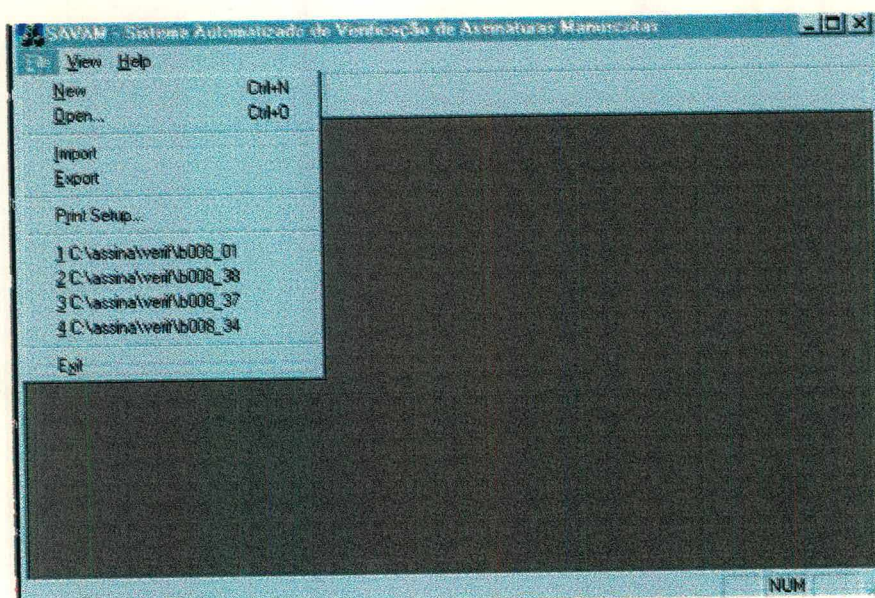 SAVAM - Sistema Automatizado de Verificação de Assinaturas Manuscritas
File View Help
New Ctrl+N
Open... Ctrl+O
Import
Export
Print Setup...
1 C:\assina\verif\b008_01
2 C:\assina\verif\b008_38
3 C:\assina\verif\b008_37
4 C:\assina\verif\b008_34
Exit
NUM